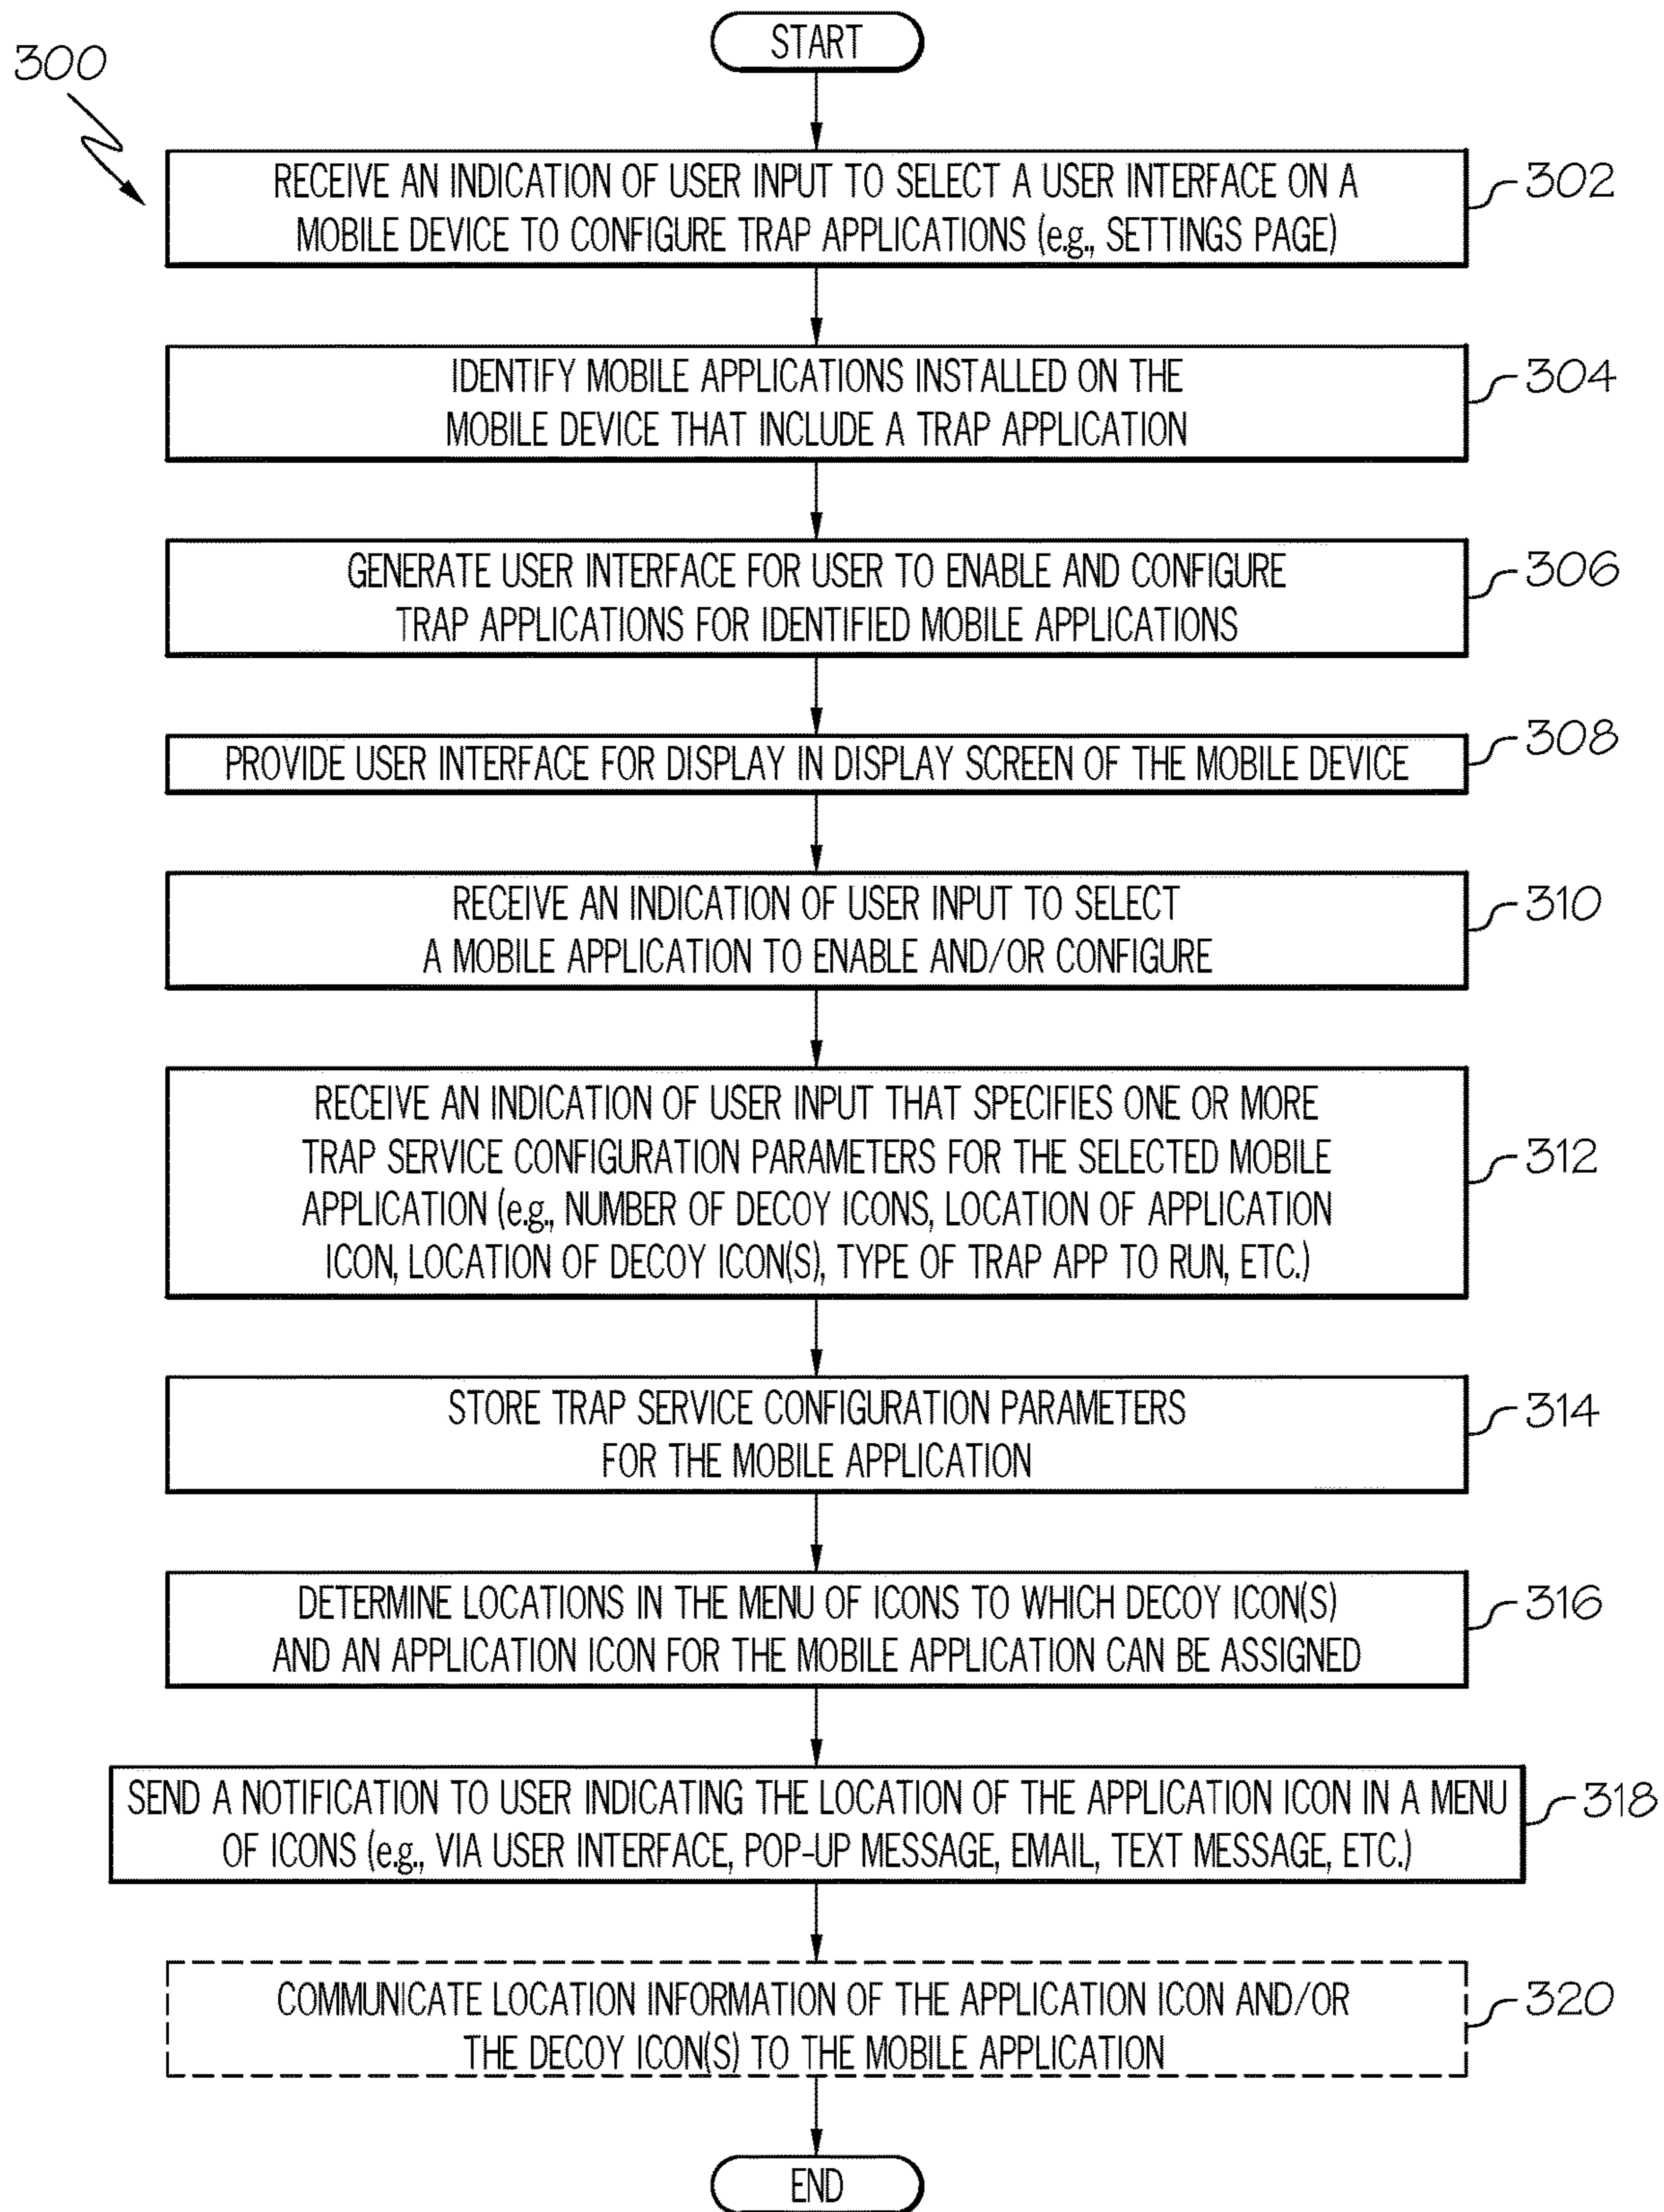 START
300
RECEIVE AN INDICATION OF USER INPUT TO SELECT A USER INTERFACE ON A
MOBILE DEVICE TO CONFIGURE TRAP APPLICATIONS (e.g., SETTINGS PAGE)
302
IDENTIFY MOBILE APPLICATIONS INSTALLED ON THE
MOBILE DEVICE THAT INCLUDE A TRAP APPLICATION
304
GENERATE USER INTERFACE FOR USER TO ENABLE AND CONFIGURE
TRAP APPLICATIONS FOR IDENTIFIED MOBILE APPLICATIONS
306
PROVIDE USER INTERFACE FOR DISPLAY IN DISPLAY SCREEN OF THE MOBILE DEVICE
308
RECEIVE AN INDICATION OF USER INPUT TO SELECT
A MOBILE APPLICATION TO ENABLE AND/OR CONFIGURE
310
RECEIVE AN INDICATION OF USER INPUT THAT SPECIFIES ONE OR MORE
TRAP SERVICE CONFIGURATION PARAMETERS FOR THE SELECTED MOBILE
APPLICATION (e.g., NUMBER OF DECOY ICONS, LOCATION OF APPLICATION
ICON, LOCATION OF DECOY ICON(S), TYPE OF TRAP APP TO RUN, ETC.)
312
STORE TRAP SERVICE CONFIGURATION PARAMETERS
FOR THE MOBILE APPLICATION
314
DETERMINE LOCATIONS IN THE MENU OF ICONS TO WHICH DECOY ICON(S)
AND AN APPLICATION ICON FOR THE MOBILE APPLICATION CAN BE ASSIGNED
316
SEND A NOTIFICATION TO USER INDICATING THE LOCATION OF THE APPLICATION ICON IN A MENU
OF ICONS (e.g., VIA USER INTERFACE, POP-UP MESSAGE, EMAIL, TEXT MESSAGE, ETC.)
318
COMMUNICATE LOCATION INFORMATION OF THE APPLICATION ICON AND/OR
THE DECOY ICON(S) TO THE MOBILE APPLICATION
320
END